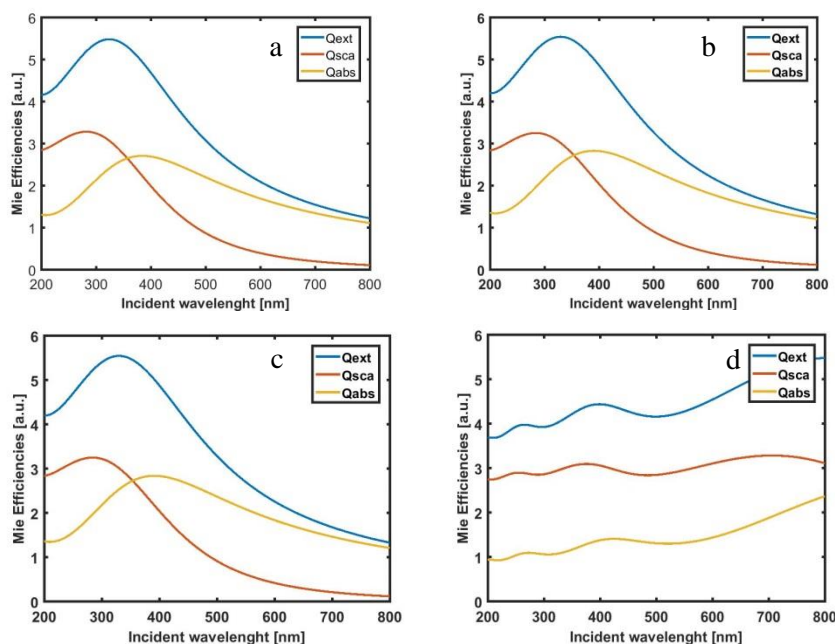 a
Qext
Qsca
Qabs
Mie Efficiencies [a.u.]
6
5
4
3
2
1
0
200 300 400 500 600 700 800
Incident wavelenght [nm]
b
Qext
Qsca
Qabs
Mie Efficiencies [a.u.]
6
5
4
3
2
1
0
200 300 400 500 600 700 800
Incident wavelenght [nm]
c
Qext
Qsca
Qabs
Mie Efficiencies [a.u.]
6
5
4
3
2
1
0
200 300 400 500 600 700 800
Incident wavelenght [nm]
d
Qext
Qsca
Qabs
Mie Efficiencies [a.u.]
6
5
4
3
2
1
0
200 300 400 500 600 700 800
Incident wavelenght [nm]